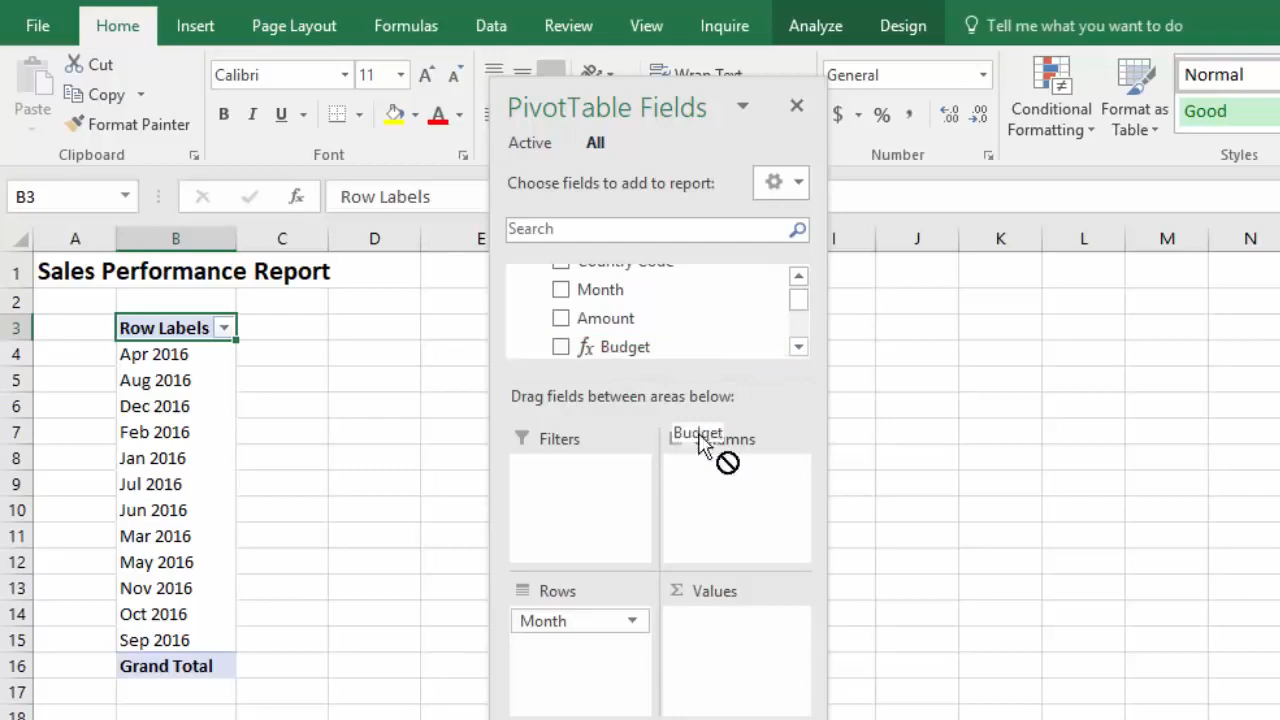 File Home Insert Page Layout Formulas Data Review View Inquire Analyze Design Tell me what you want to do
Paste Cut Copy Format Painter
Calibri 11 A A
B I U A
Wrap Text
General
$ % , .00 .00
Conditional Formatting Format as Table
Normal
Good
Clipboard Font Number Styles
B3 fx Row Labels
PivotTable Fields
Active All
Choose fields to add to report:
Search
Country Code
Month
Amount
fx Budget
Drag fields between areas below:
Filters
Budget
Rows
Σ Values
Month
A B C D E I J K L M N
1 Sales Performance Report
2
3 Row Labels
4 Apr 2016
5 Aug 2016
6 Dec 2016
7 Feb 2016
8 Jan 2016
9 Jul 2016
10 Jun 2016
11 Mar 2016
12 May 2016
13 Nov 2016
14 Oct 2016
15 Sep 2016
16 Grand Total
17
18